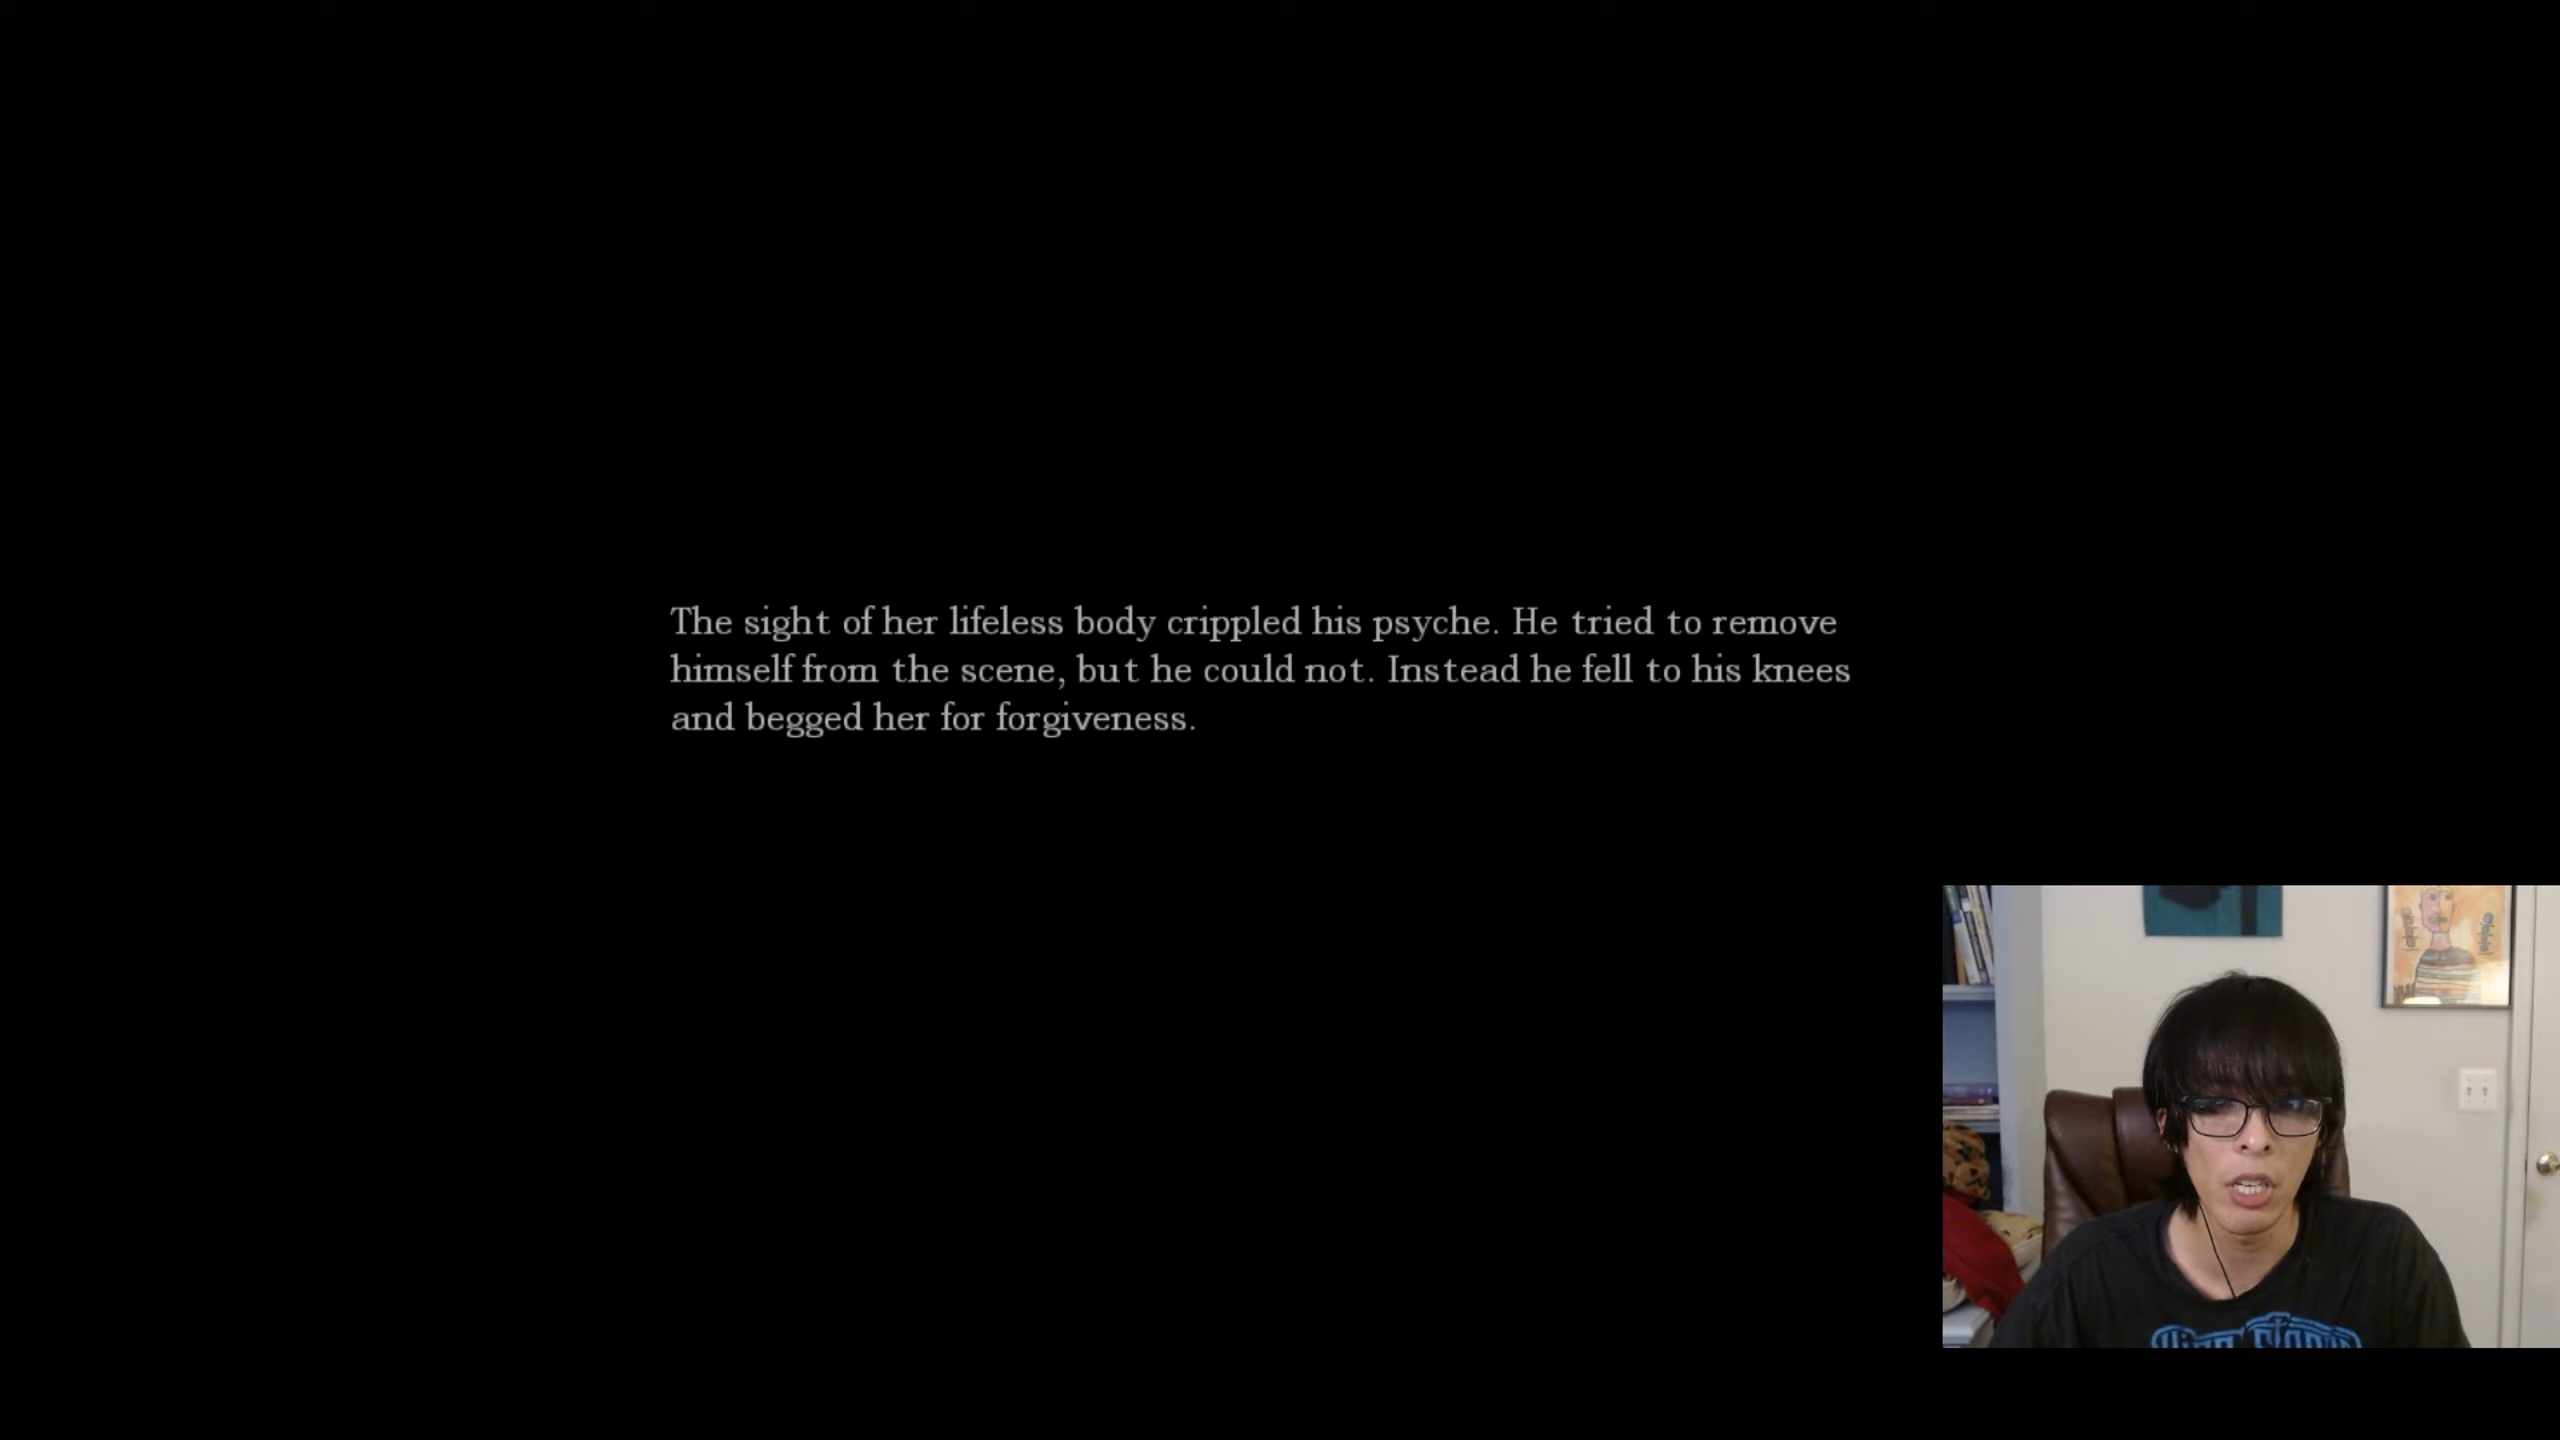 The sight of her lifeless body crippled his psyche. He tried to remove
himself from the scene, but he could not. Instead he fell to his knees
and begged her for forgiveness.